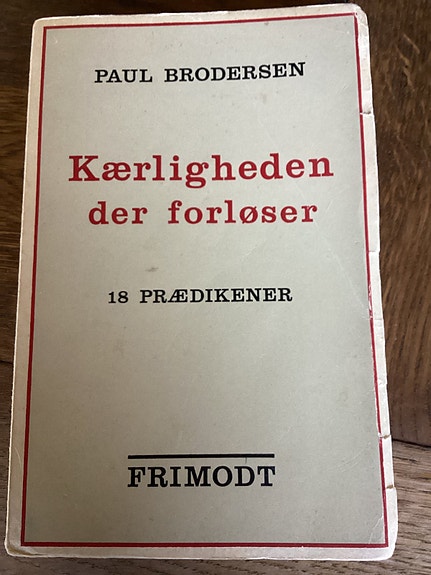 PAUL BRODERSEN
Kærligheden
der forløser
18 PRÆDIKENER
FRIMODT